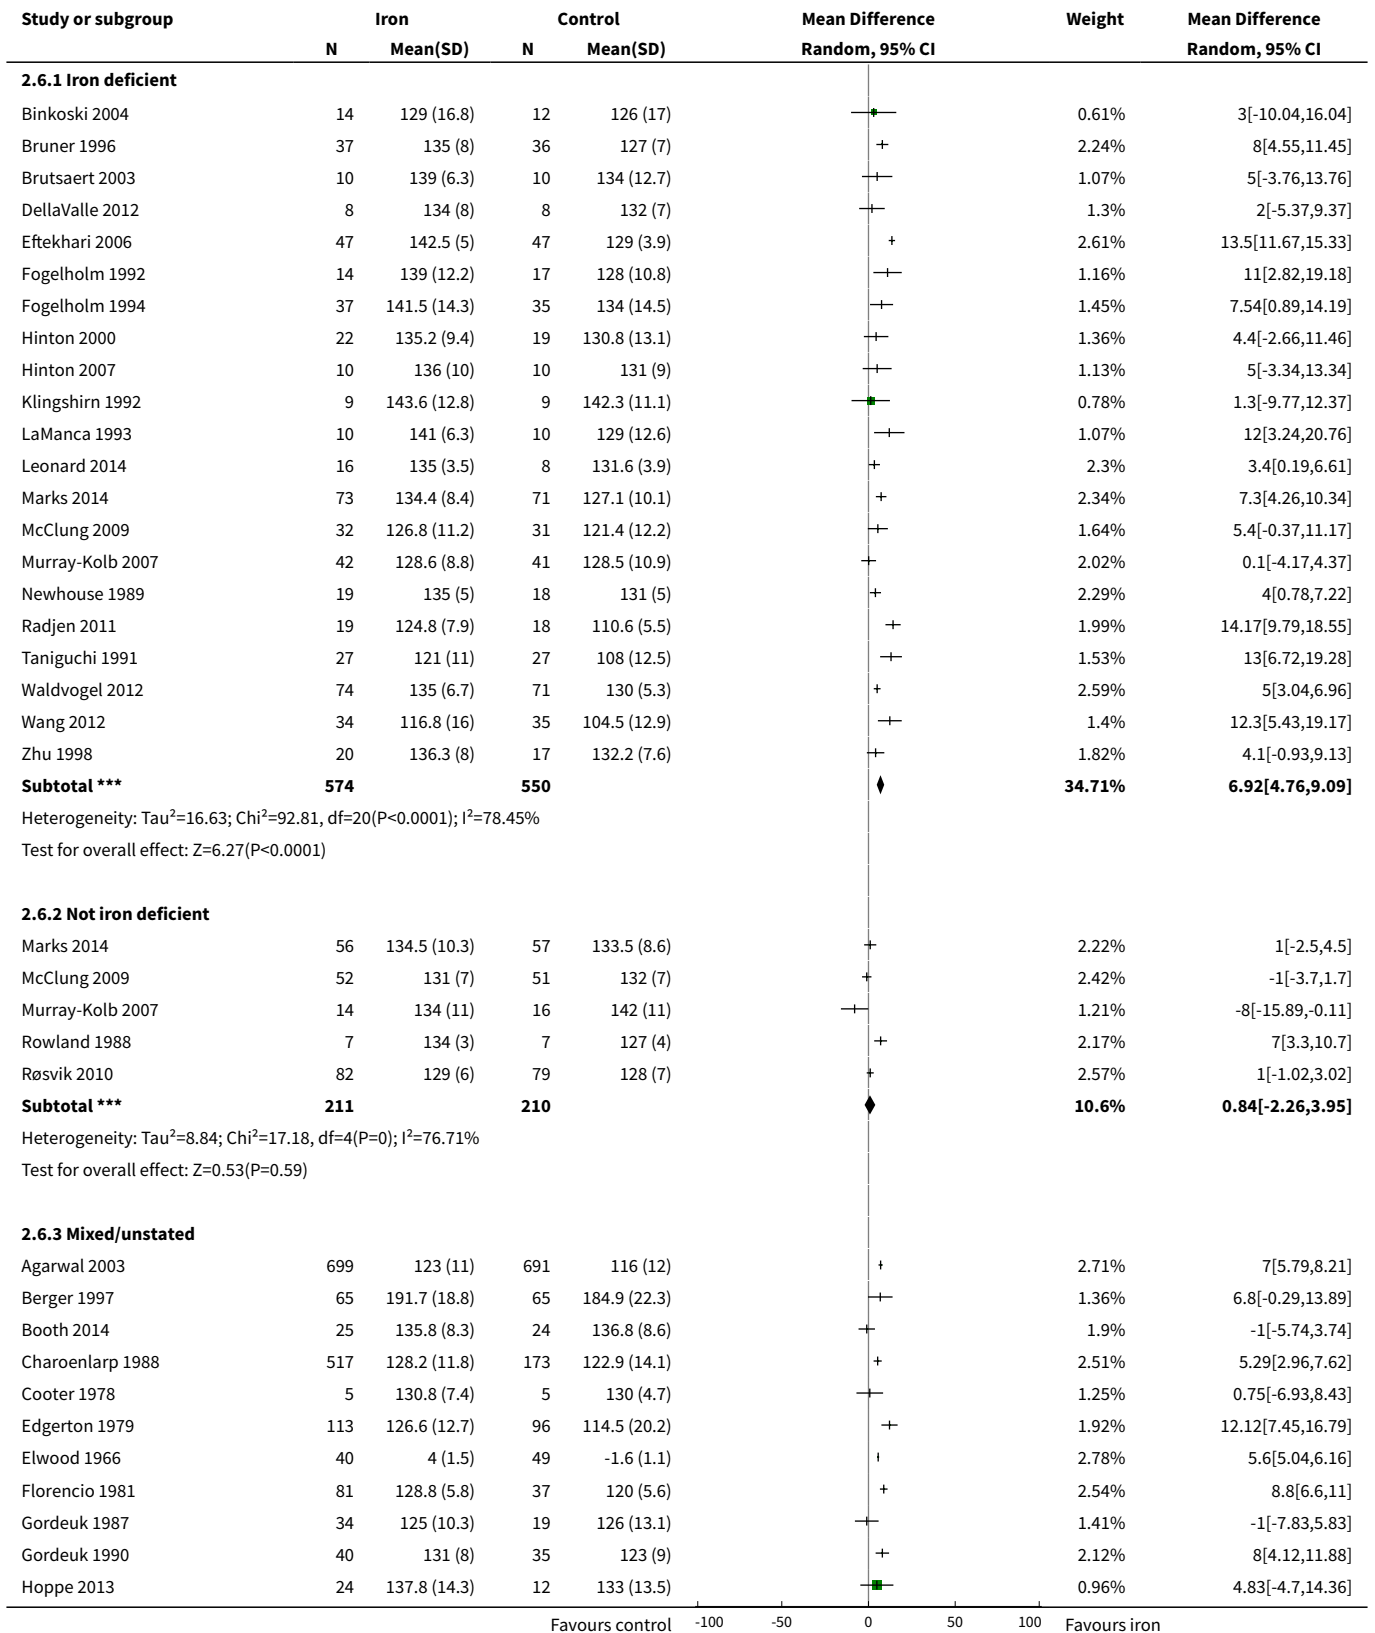 Study or subgroup Iron Control Mean Difference Weight Mean Difference
N Mean(SD) N Mean(SD) Random, 95% CI Random, 95% CI
2.6.1 Iron deficient
Binkoski 2004 14 129 (16.8) 12 126 (17) 0.61% 3[-10.04,16.04]
Bruner 1996 37 135 (8) 36 127 (7) 2.24% 8[4.55,11.45]
Brutsaert 2003 10 139 (6.3) 10 134 (12.7) 1.07% 5[-3.76,13.76]
DellaValle 2012 8 134 (8) 8 132 (7) 1.3% 2[-5.37,9.37]
Eftekhari 2006 47 142.5 (5) 47 129 (3.9) 2.61% 13.5[11.67,15.33]
Fogelholm 1992 14 139 (12.2) 17 128 (10.8) 1.16% 11[2.82,19.18]
Fogelholm 1994 37 141.5 (14.3) 35 134 (14.5) 1.45% 7.54[0.89,14.19]
Hinton 2000 22 135.2 (9.4) 19 130.8 (13.1) 1.36% 4.4[-2.66,11.46]
Hinton 2007 10 136 (10) 10 131 (9) 1.13% 5[-3.34,13.34]
Klingshirn 1992 9 143.6 (12.8) 9 142.3 (11.1) 0.78% 1.3[-9.77,12.37]
LaManca 1993 10 141 (6.3) 10 129 (12.6) 1.07% 12[3.24,20.76]
Leonard 2014 16 135 (3.5) 8 131.6 (3.9) 2.3% 3.4[0.19,6.61]
Marks 2014 73 134.4 (8.4) 71 127.1 (10.1) 2.34% 7.3[4.26,10.34]
McClung 2009 32 126.8 (11.2) 31 121.4 (12.2) 1.64% 5.4[-0.37,11.17]
Murray-Kolb 2007 42 128.6 (8.8) 41 128.5 (10.9) 2.02% 0.1[-4.17,4.37]
Newhouse 1989 19 135 (5) 18 131 (5) 2.29% 4[0.78,7.22]
Radjen 2011 19 124.8 (7.9) 18 110.6 (5.5) 1.99% 14.17[9.79,18.55]
Taniguchi 1991 27 121 (11) 27 108 (12.5) 1.53% 13[6.72,19.28]
Waldvogel 2012 74 135 (6.7) 71 130 (5.3) 2.59% 5[3.04,6.96]
Wang 2012 34 116.8 (16) 35 104.5 (12.9) 1.4% 12.3[5.43,19.17]
Zhu 1998 20 136.3 (8) 17 132.2 (7.6) 1.82% 4.1[-0.93,9.13]
Subtotal *** 574 550 34.71% 6.92[4.76,9.09]
Heterogeneity: Tau²=16.63; Chi²=92.81, df=20(P<0.0001); I²=78.45%
Test for overall effect: Z=6.27(P<0.0001)
2.6.2 Not iron deficient
Marks 2014 56 134.5 (10.3) 57 133.5 (8.6) 2.22% 1[-2.5,4.5]
McClung 2009 52 131 (7) 51 132 (7) 2.42% -1[-3.7,1.7]
Murray-Kolb 2007 14 134 (11) 16 142 (11) 1.21% -8[-15.89,-0.11]
Rowland 1988 7 134 (3) 7 127 (4) 2.17% 7[3.3,10.7]
Røsvik 2010 82 129 (6) 79 128 (7) 2.57% 1[-1.02,3.02]
Subtotal *** 211 210 10.6% 0.84[-2.26,3.95]
Heterogeneity: Tau²=8.84; Chi²=17.18, df=4(P=0); I²=76.71%
Test for overall effect: Z=0.53(P=0.59)
2.6.3 Mixed/unstated
Agarwal 2003 699 123 (11) 691 116 (12) 2.71% 7[5.79,8.21]
Berger 1997 65 191.7 (18.8) 65 184.9 (22.3) 1.36% 6.8[-0.29,13.89]
Booth 2014 25 135.8 (8.3) 24 136.8 (8.6) 1.9% -1[-5.74,3.74]
Charoenlarp 1988 517 128.2 (11.8) 173 122.9 (14.1) 2.51% 5.29[2.96,7.62]
Cooter 1978 5 130.8 (7.4) 5 130 (4.7) 1.25% 0.75[-6.93,8.43]
Edgerton 1979 113 126.6 (12.7) 96 114.5 (20.2) 1.92% 12.12[7.45,16.79]
Elwood 1966 40 4 (1.5) 49 -1.6 (1.1) 2.78% 5.6[5.04,6.16]
Florencio 1981 81 128.8 (5.8) 37 120 (5.6) 2.54% 8.8[6.6,11]
Gordeuk 1987 34 125 (10.3) 19 126 (13.1) 1.41% -1[-7.83,5.83]
Gordeuk 1990 40 131 (8) 35 123 (9) 2.12% 8[4.12,11.88]
Hoppe 2013 24 137.8 (14.3) 12 133 (13.5) 0.96% 4.83[-4.7,14.36]
Favours control -100 -50 0 50 100 Favours iron